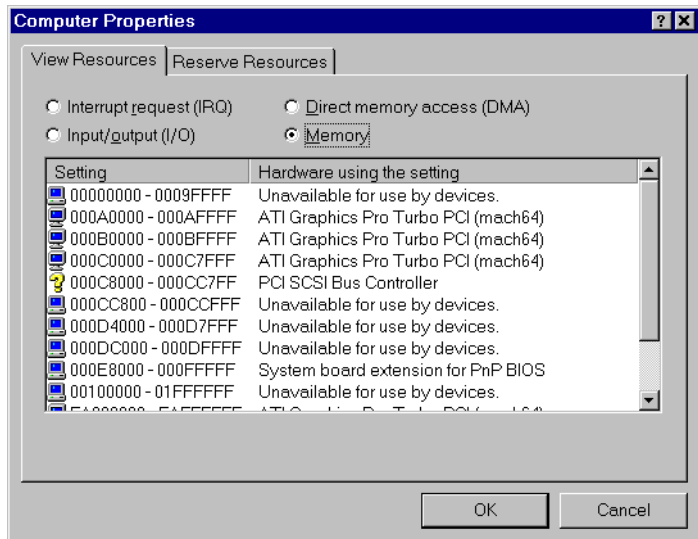 Computer Properties
View Resources Reserve Resources
Interrupt request (IRQ) Direct memory access (DMA)
Input/output (I/O) Memory
Setting Hardware using the setting
00000000 - 0009FFFF Unavailable for use by devices.
000A0000 - 000AFFFF ATI Graphics Pro Turbo PCI (mach64)
000B0000 - 000BFFFF ATI Graphics Pro Turbo PCI (mach64)
000C0000 - 000C7FFF ATI Graphics Pro Turbo PCI (mach64)
000C8000 - 000CC7FF PCI SCSI Bus Controller
000CC800 - 000CCFFF Unavailable for use by devices.
000D4000 - 000D7FFF Unavailable for use by devices.
000DC000 - 000DFFFF Unavailable for use by devices.
000E8000 - 000FFFFF System board extension for PnP BIOS
00100000 - 01FFFFFF Unavailable for use by devices.
OK Cancel